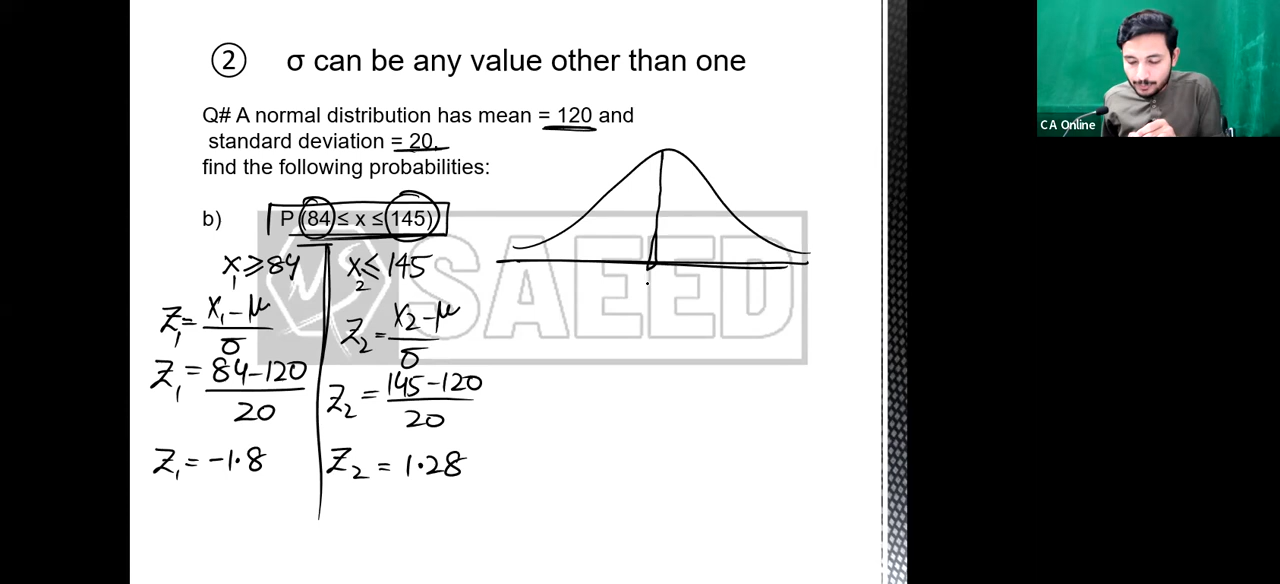 ② σ can be any value other than one
Q# A normal distribution has mean = 120 and
standard deviation = 20.
find the following probabilities:
b) P (84 ≤ x ≤ 145)
x₁ ⩾ 84
Z₁ = x₁ - μ / σ
Z₁ = 84 - 120 / 20
Z₁ = -1.8
x₂ ⩽ 145
Z₂ = x₂ - μ / σ
Z₂ = 145 - 120 / 20
Z₂ = 1.28
SAEED
C A Online